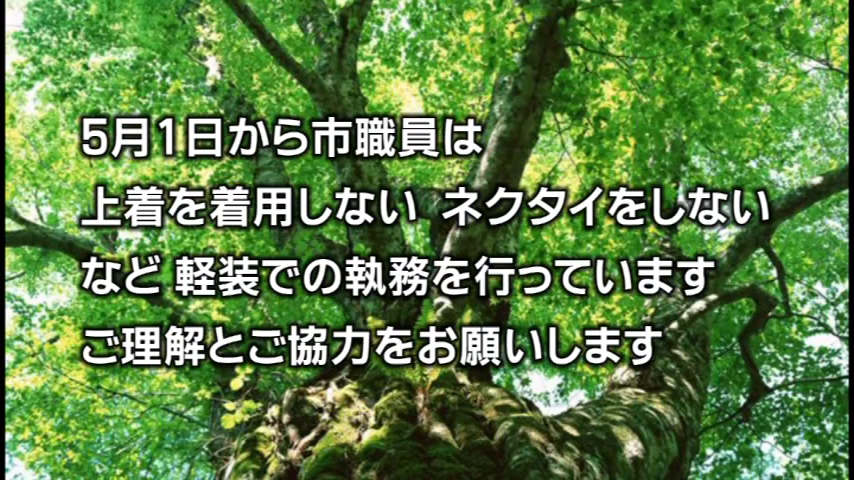 5月1日から市職員は
上着を着用しない ネクタイをしない
など 軽装での執務を行っています
ご理解とご協力をお願いします